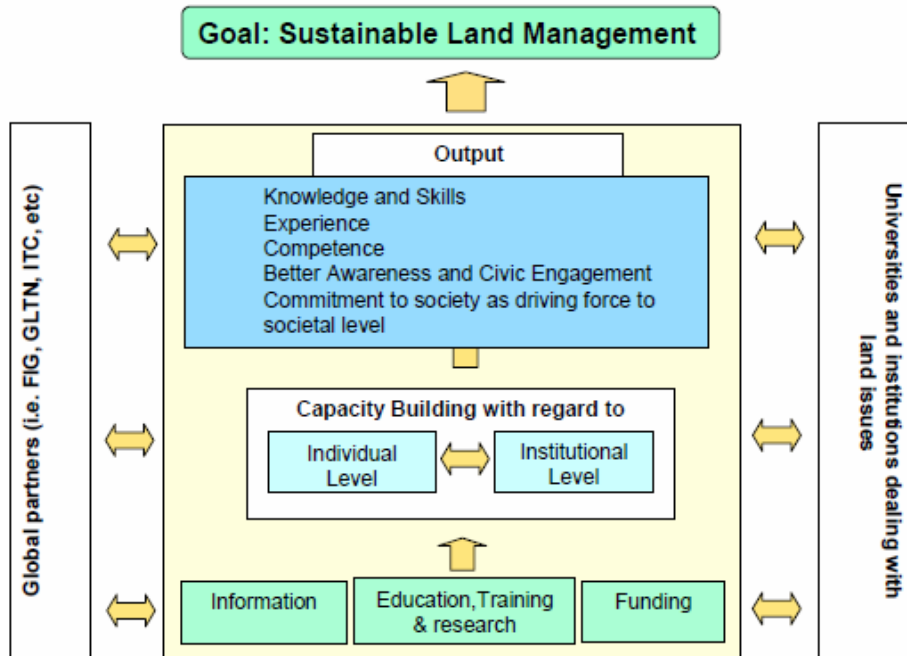 Goal: Sustainable Land Management
Global partners (i.e. FIG, GLTN, ITC, etc)
Output
Knowledge and Skills
Experience
Competence
Better Awareness and Civic Engagement
Commitment to society as driving force to
societal level
Capacity Building with regard to
Individual
Level
Institutional
Level
Information
Education,Training
& research
Funding
Universities and institutions dealing with
land issues